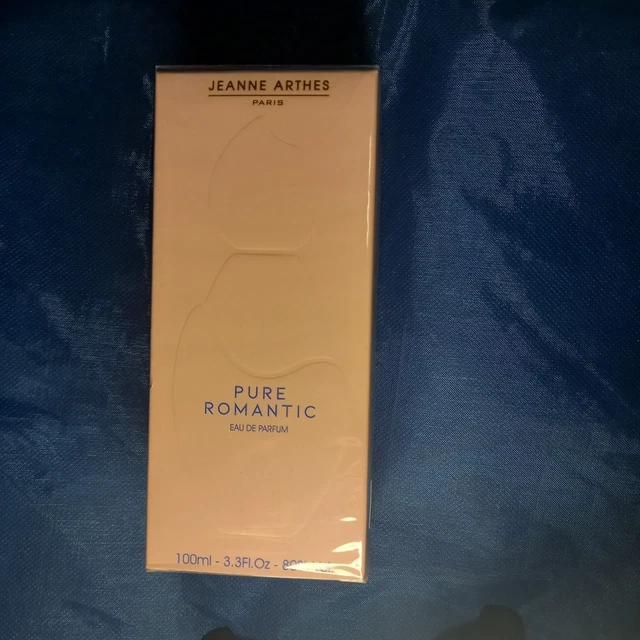 JEANNE ARTHES
PARIS
PURE
ROMANTIC
EAU DE PARFUM
100ml - 3.3Fl.Oz -